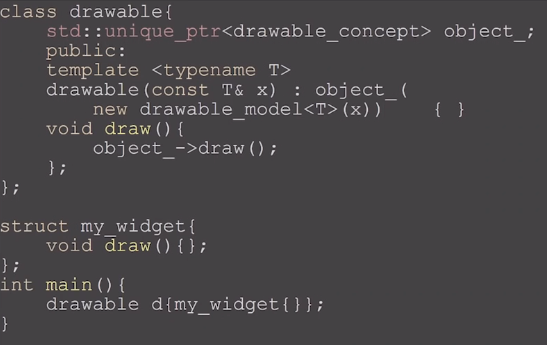 class drawable{
    std::unique_ptr<drawable_concept> object_;
    public:
    template <typename T>
    drawable(const T& x) : object_(
        new drawable_model<T>(x))    { }
    void draw(){
        object_->draw();
    };
};

struct my_widget{
    void draw(){};
};
int main(){
    drawable d{my_widget{}};
}